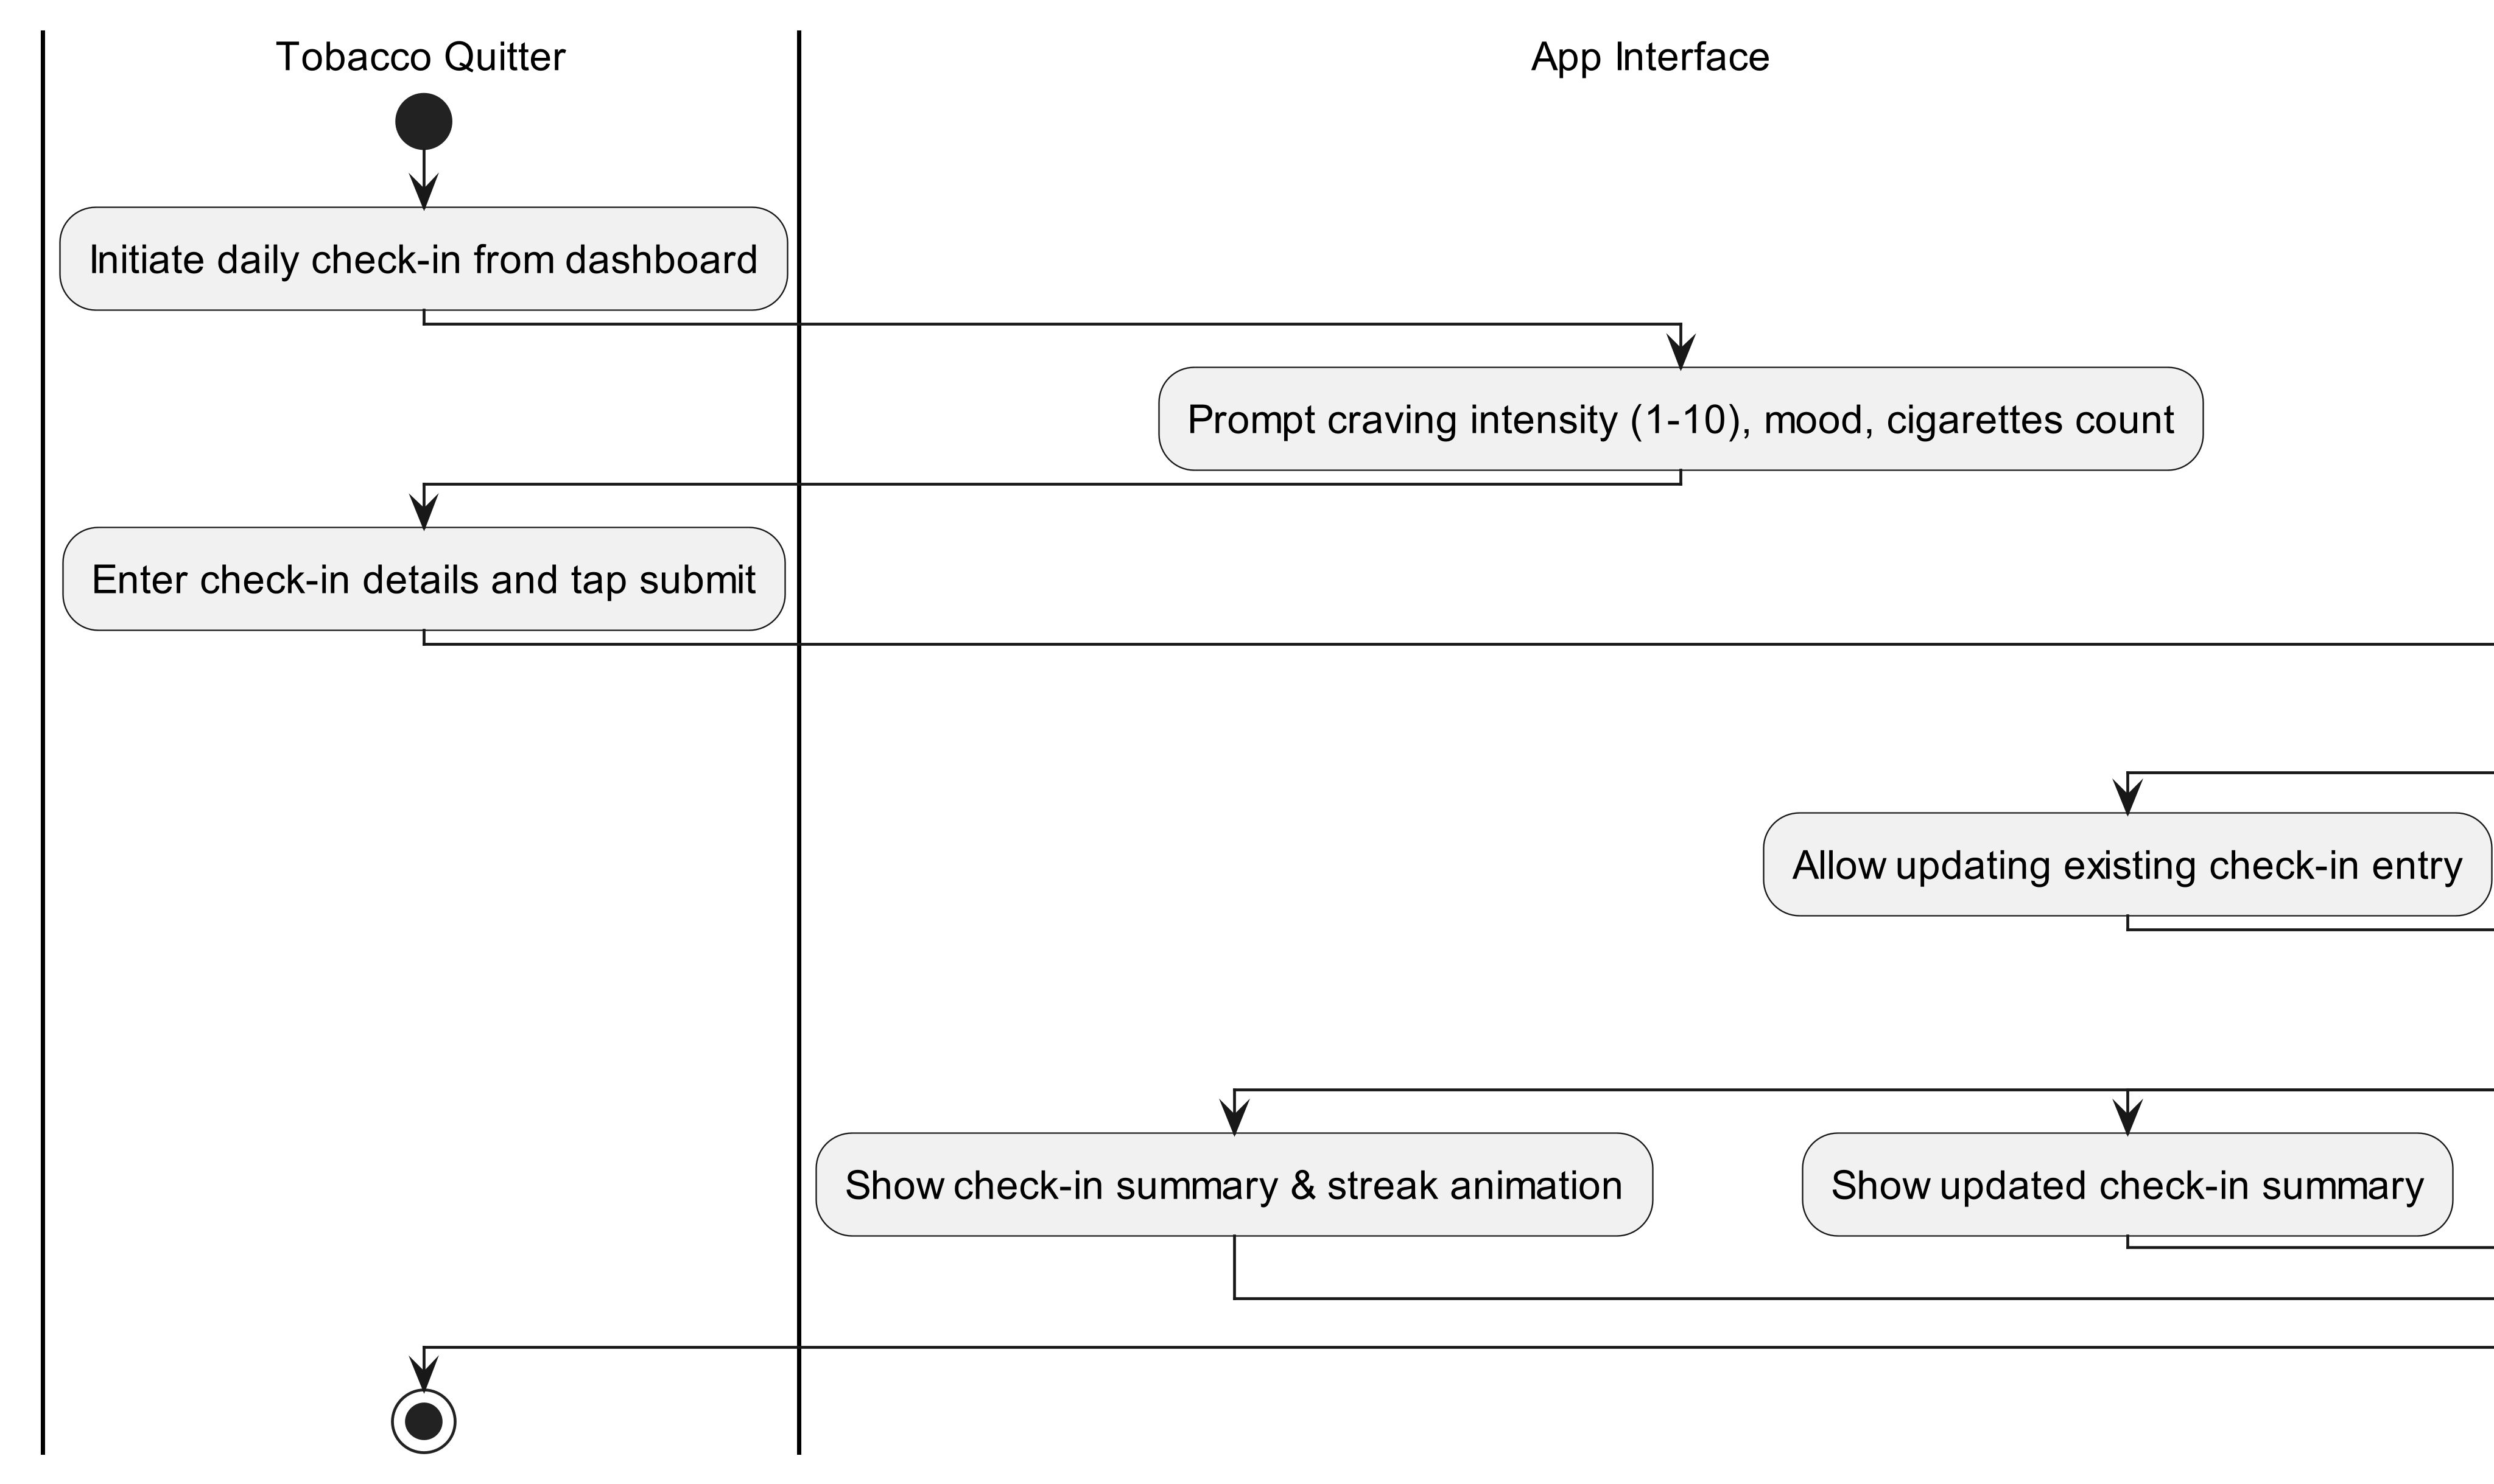 Tobacco Quitter
App Interface
Initiate daily check-in from dashboard
Prompt craving intensity (1-10), mood, cigarettes count
Enter check-in details and tap submit
Allow updating existing check-in entry
Show check-in summary & streak animation
Show updated check-in summary